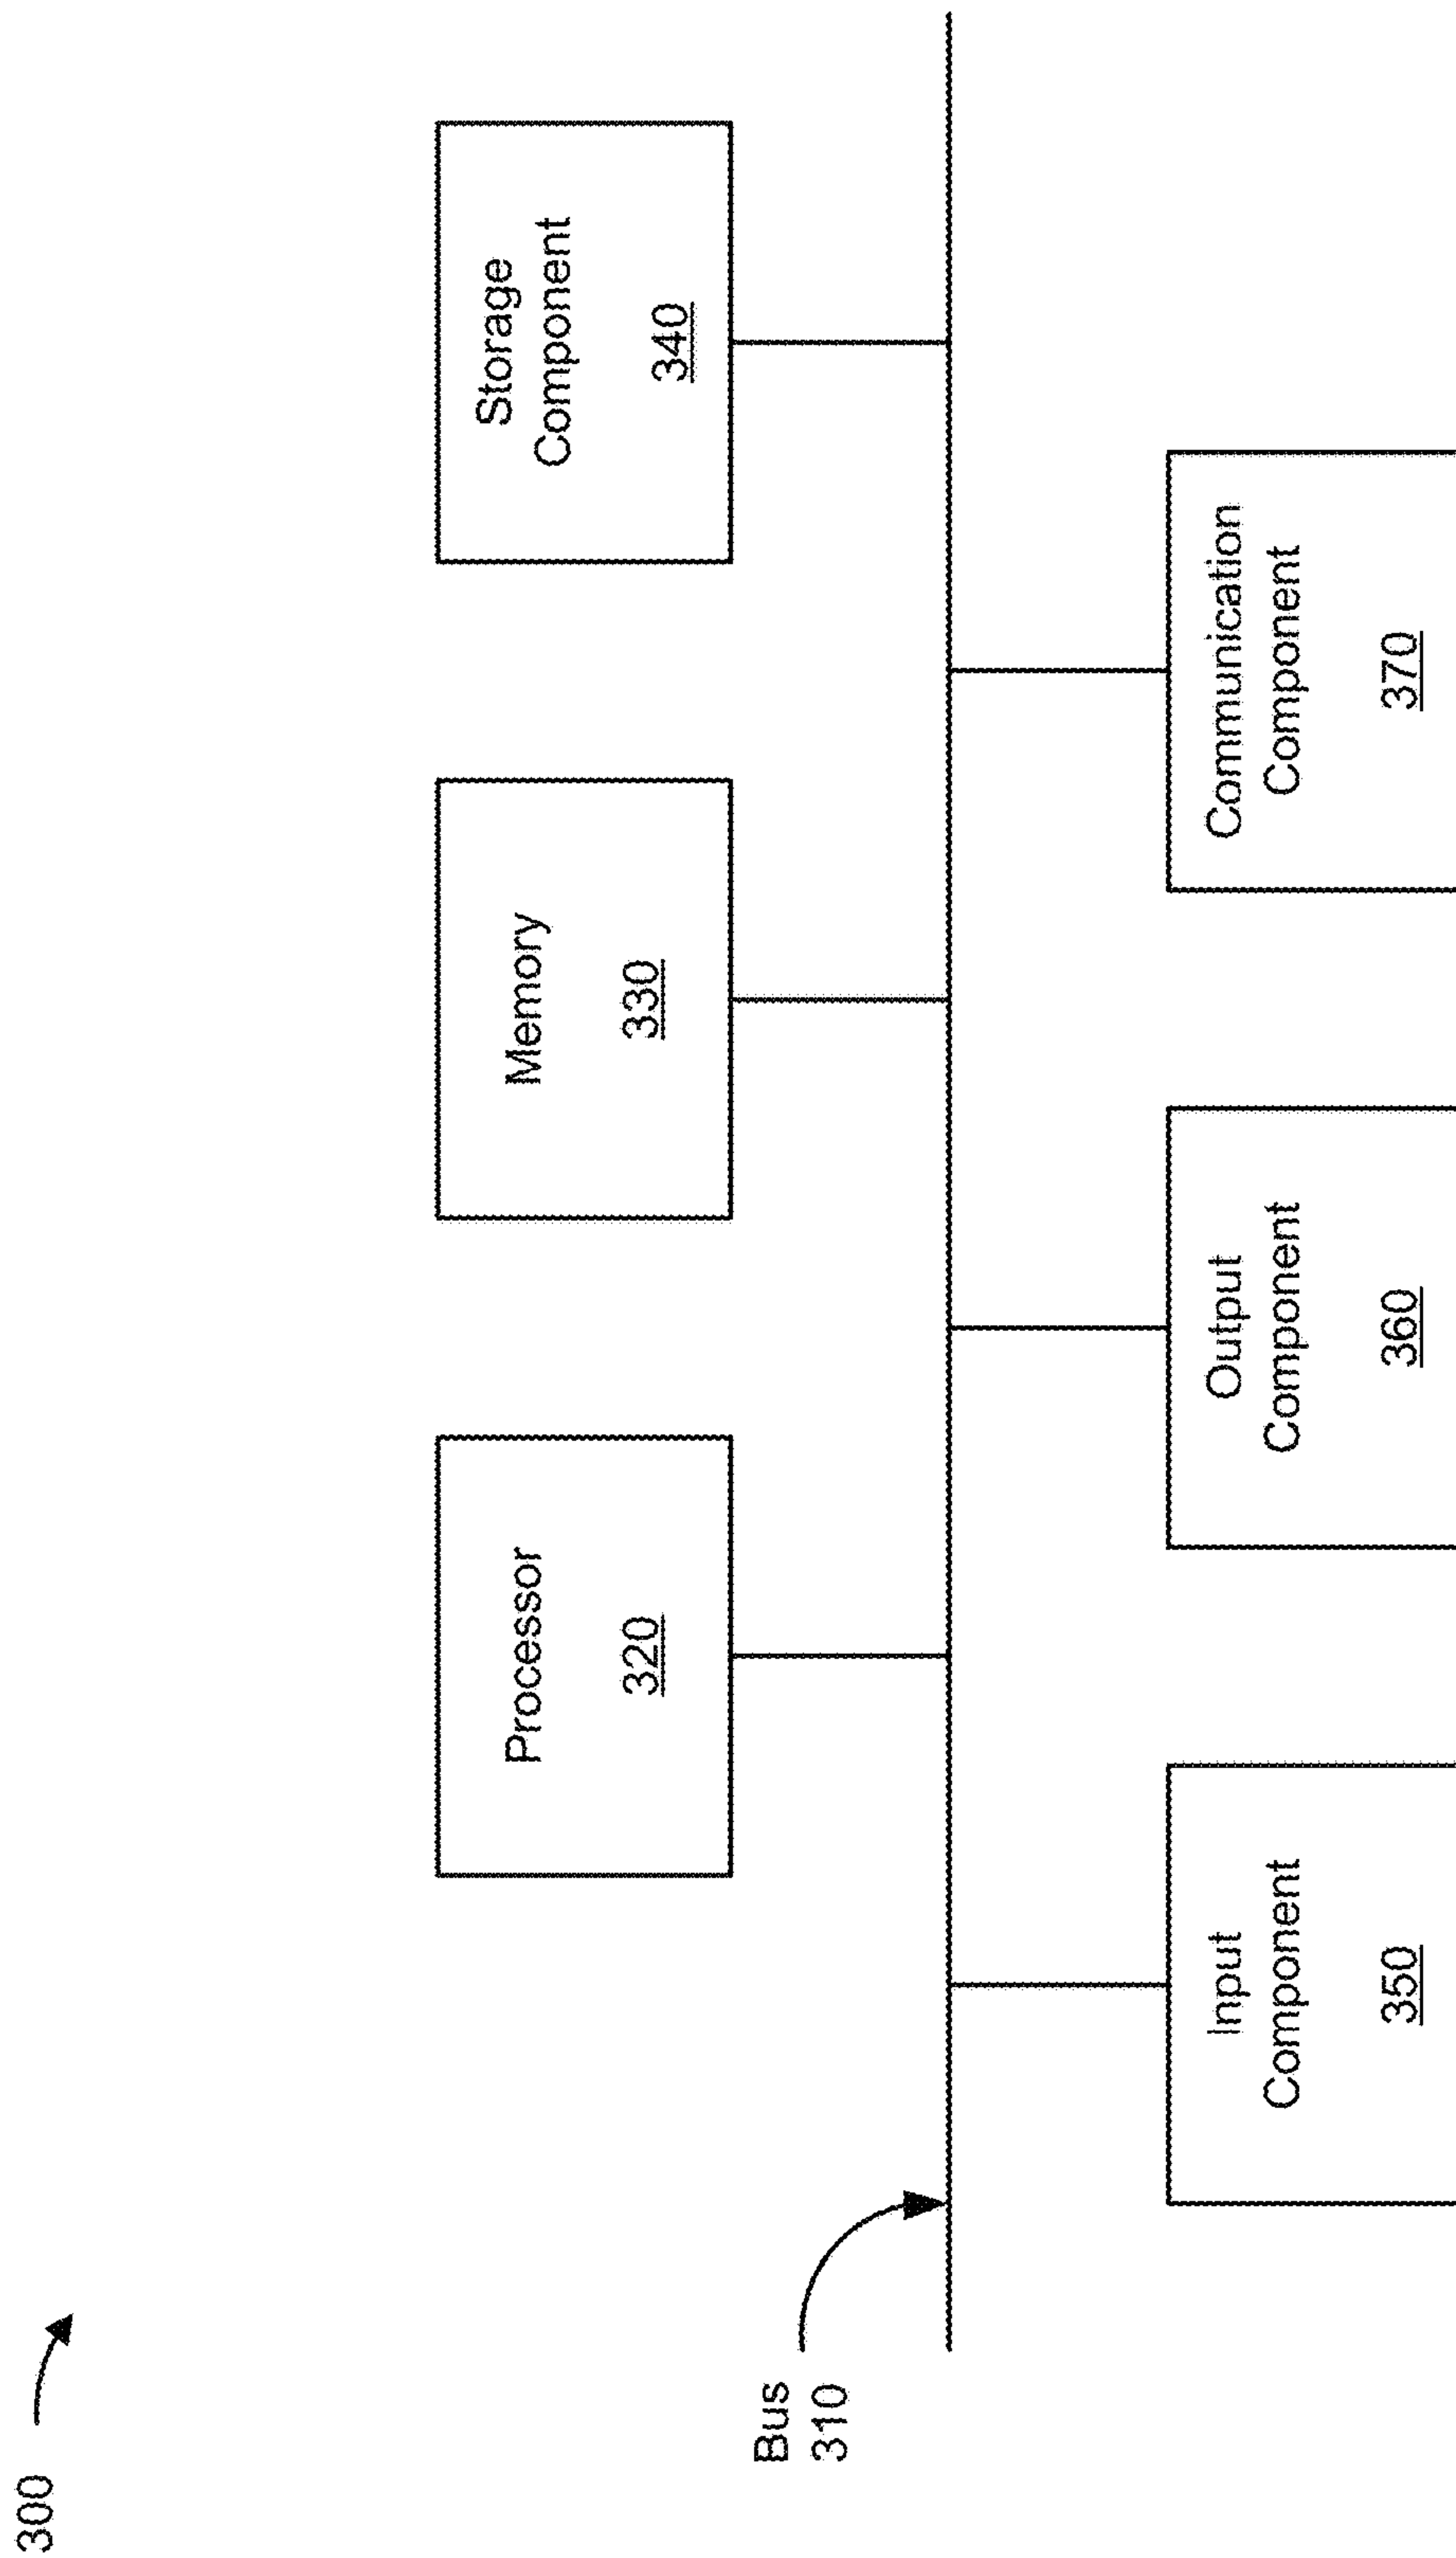 300
Processor
320
Memory
330
Storage
Component
340
Bus
310
Input
Component
350
Output
Component
360
Communication
Component
370